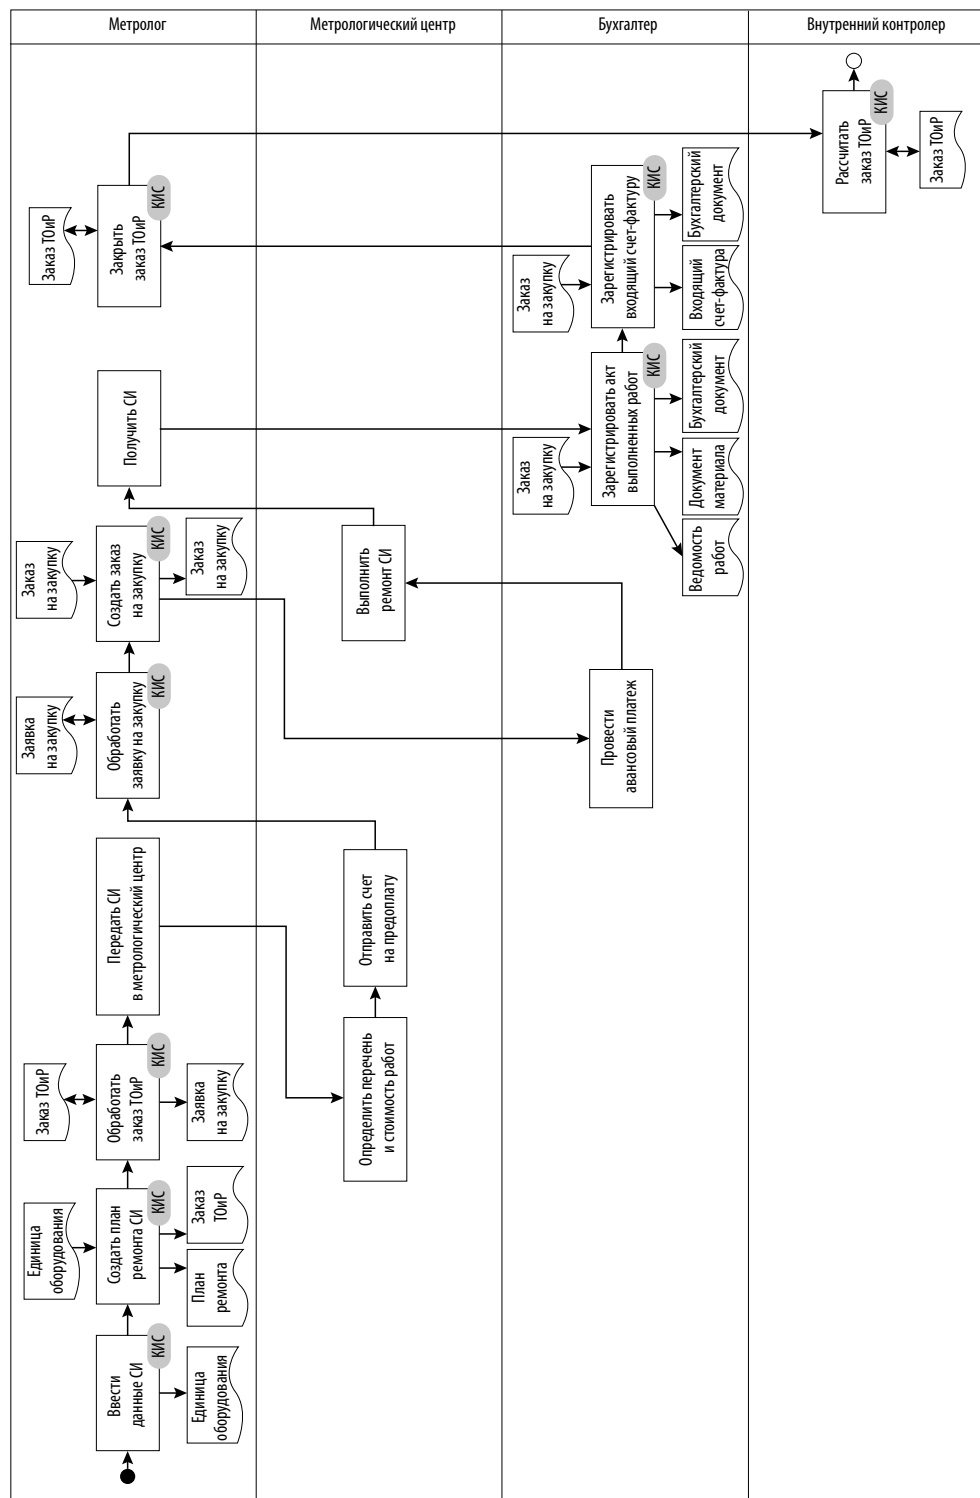 Метролог
Метрологический центр
Бухгалтер
Внутренний контролер
Ввести
данные СИ
КИС
Единица
оборудования
Единица
оборудования
Создать план
ремонта СИ
КИС
План
ремонта
Заказ
ТОиР
Заказ ТОиР
Обработать
заказ ТОиР
КИС
Заявка
на закупку
Передать СИ
в метрологический центр
Определить перечень
и стоимость работ
Отправить счет
на предоплату
Заявка
на закупку
Обработать
заявку на закупку
КИС
Заказ
на закупку
Создать заказ
на закупку
КИС
Заказ
на закупку
Провести
авансовый платеж
Выполнить
ремонт СИ
Получить СИ
Заказ
на закупку
Зарегистрировать акт
выполненных работ
КИС
Ведомость
работ
Документ
материала
Бухгалтерский
документ
Заказ
на закупку
Зарегистрировать
входящий счет-фактуру
КИС
Входящий
счет-фактура
Бухгалтерский
документ
Заказ ТОиР
Закрыть
заказ ТОиР
КИС
Рассчитать
заказ ТОиР
КИС
Заказ ТОиР